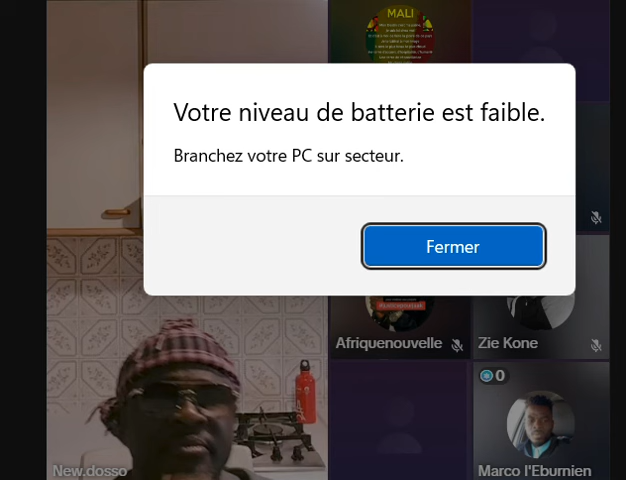 MALI
Votre niveau de batterie est faible.
Branchez votre PC sur secteur.
Fermer
Afriquenouvelle
Zie Kone
0
New.dosso
Marco l'Eburnien